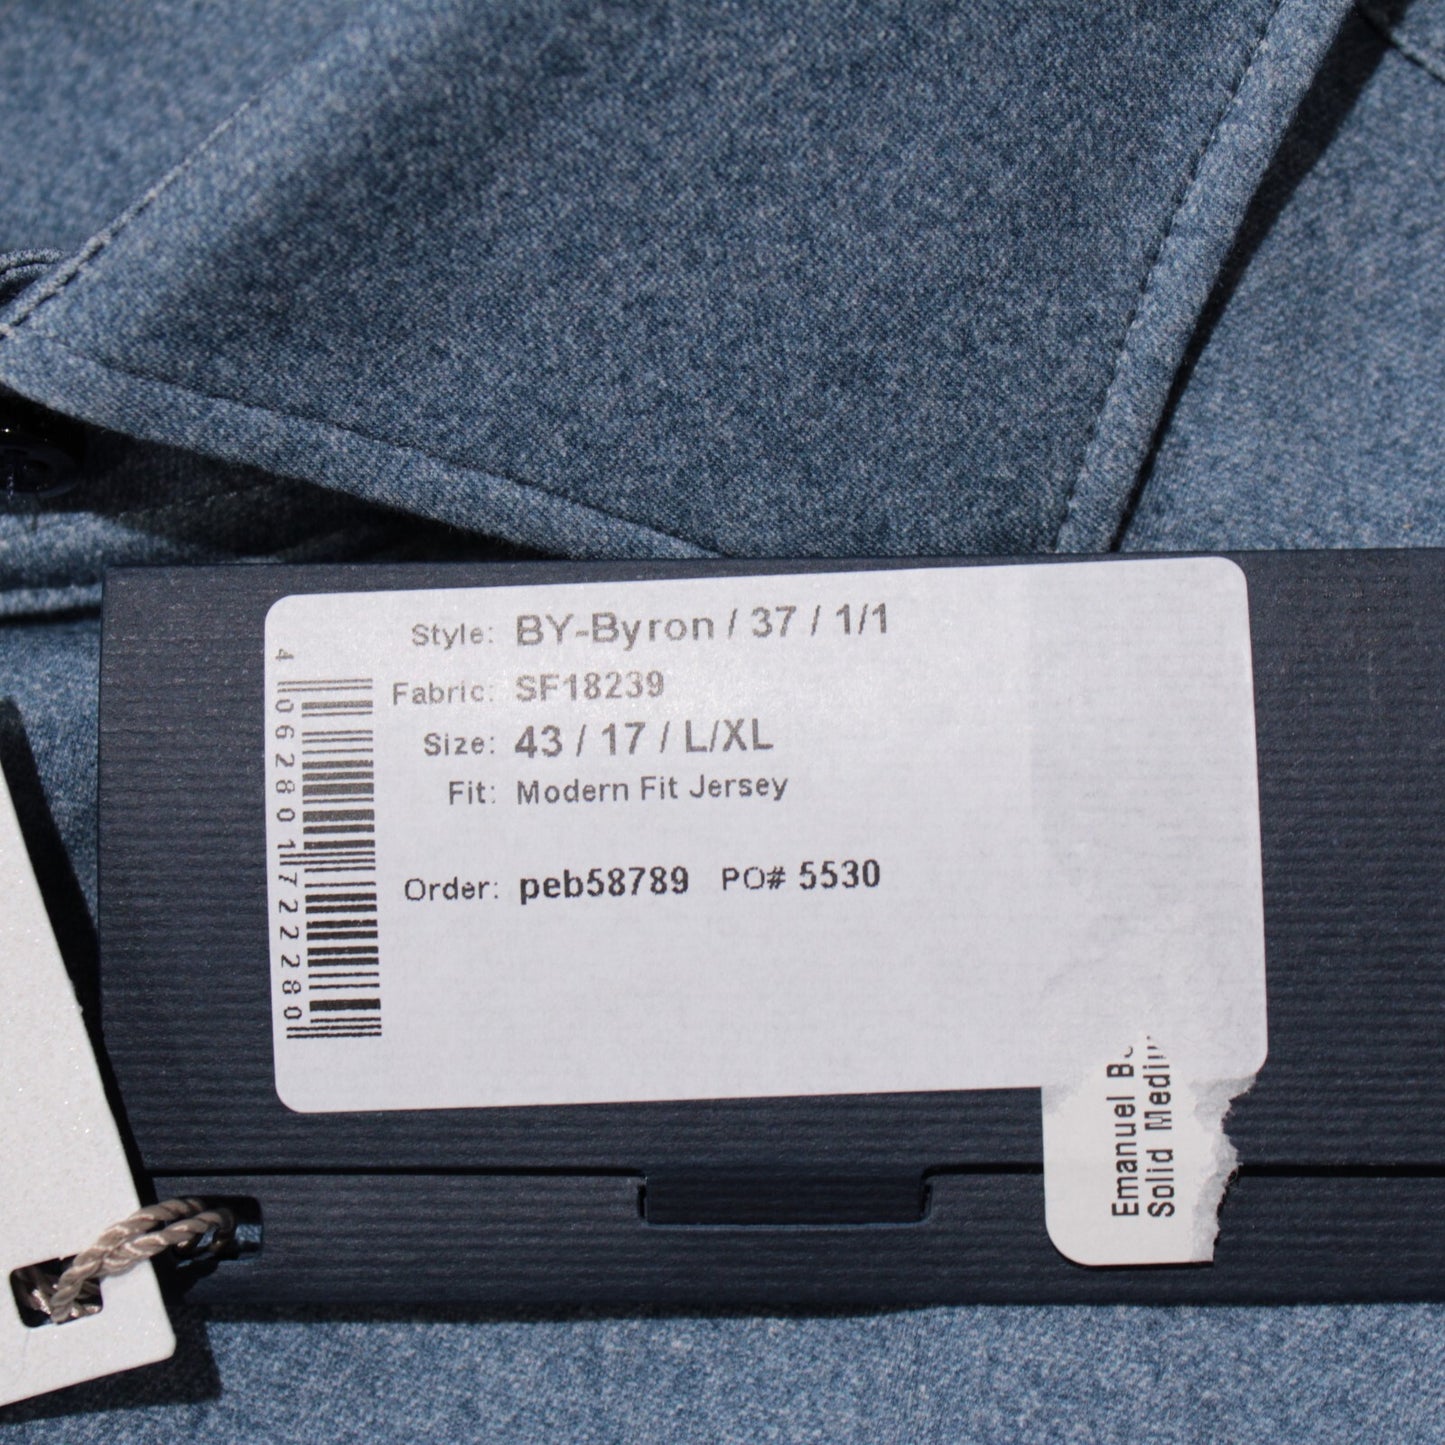 Style: BY-Byron / 37 / 1/1
Fabric: SF18239
Size: 43 / 17 / L/XL
Fit: Modern Fit Jersey
Order: peb58789 PO# 5530
4 062801 722280
Emanuel
Solid